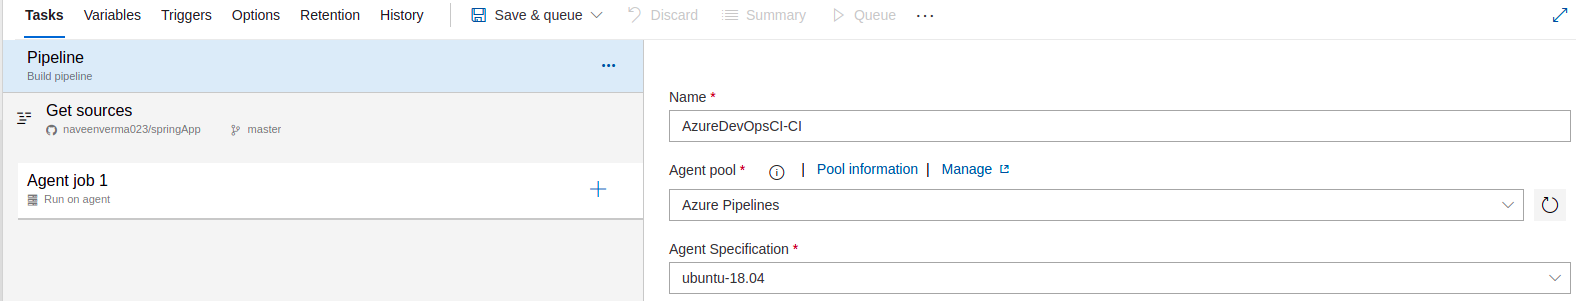 Tasks Variables Triggers Options Retention History Save & queue Discard Summary Queue ...
Pipeline
Build pipeline
Get sources
naveenverma023/springApp master
Agent job 1
Run on agent
Name *
AzureDevOpsCI-CI
Agent pool * | Pool information | Manage
Azure Pipelines
Agent Specification *
ubuntu-18.04